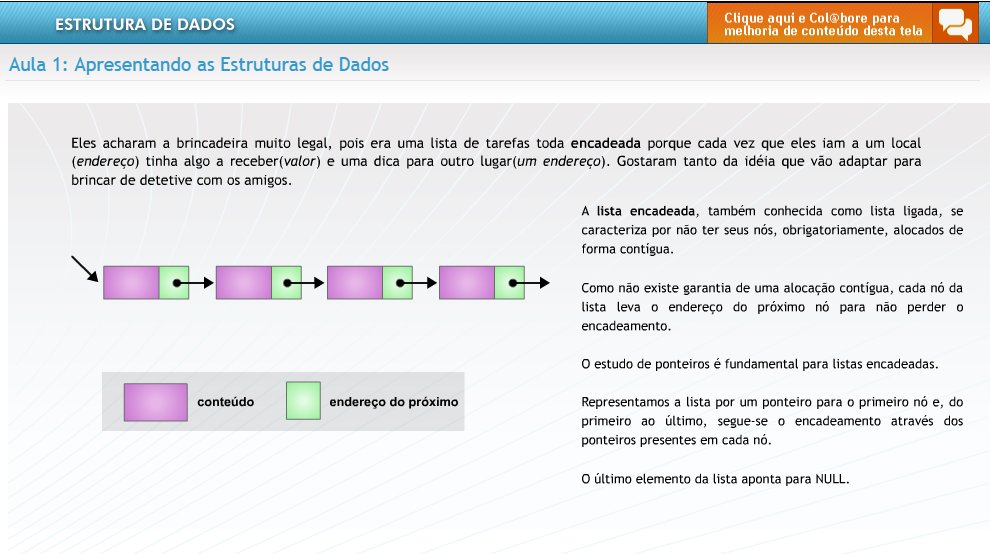 ESTRUTURA DE DADOS
Clique aqui e Col@bore para
melhoria de conteúdo desta tela
Aula 1: Apresentando as Estruturas de Dados
Eles acharam a brincadeira muito legal, pois era uma lista de tarefas toda encadeada porque cada vez que eles iam a um local
(endereço) tinha algo a receber(valor) e uma dica para outro lugar(um endereço). Gostaram tanto da idéia que vão adaptar para
brincar de detetive com os amigos.
A lista encadeada, também conhecida como lista ligada, se
caracteriza por não ter seus nós, obrigatoriamente, alocados de
forma contígua.
Como não existe garantia de uma alocação contígua, cada nó da
lista leva o endereço do próximo nó para não perder o
encadeamento.
O estudo de ponteiros é fundamental para listas encadeadas.
Representamos a lista por um ponteiro para o primeiro nó e, do
primeiro ao último, segue-se o encadeamento através dos
ponteiros presentes em cada nó.
O último elemento da lista aponta para NULL.
conteúdo
endereço do próximo